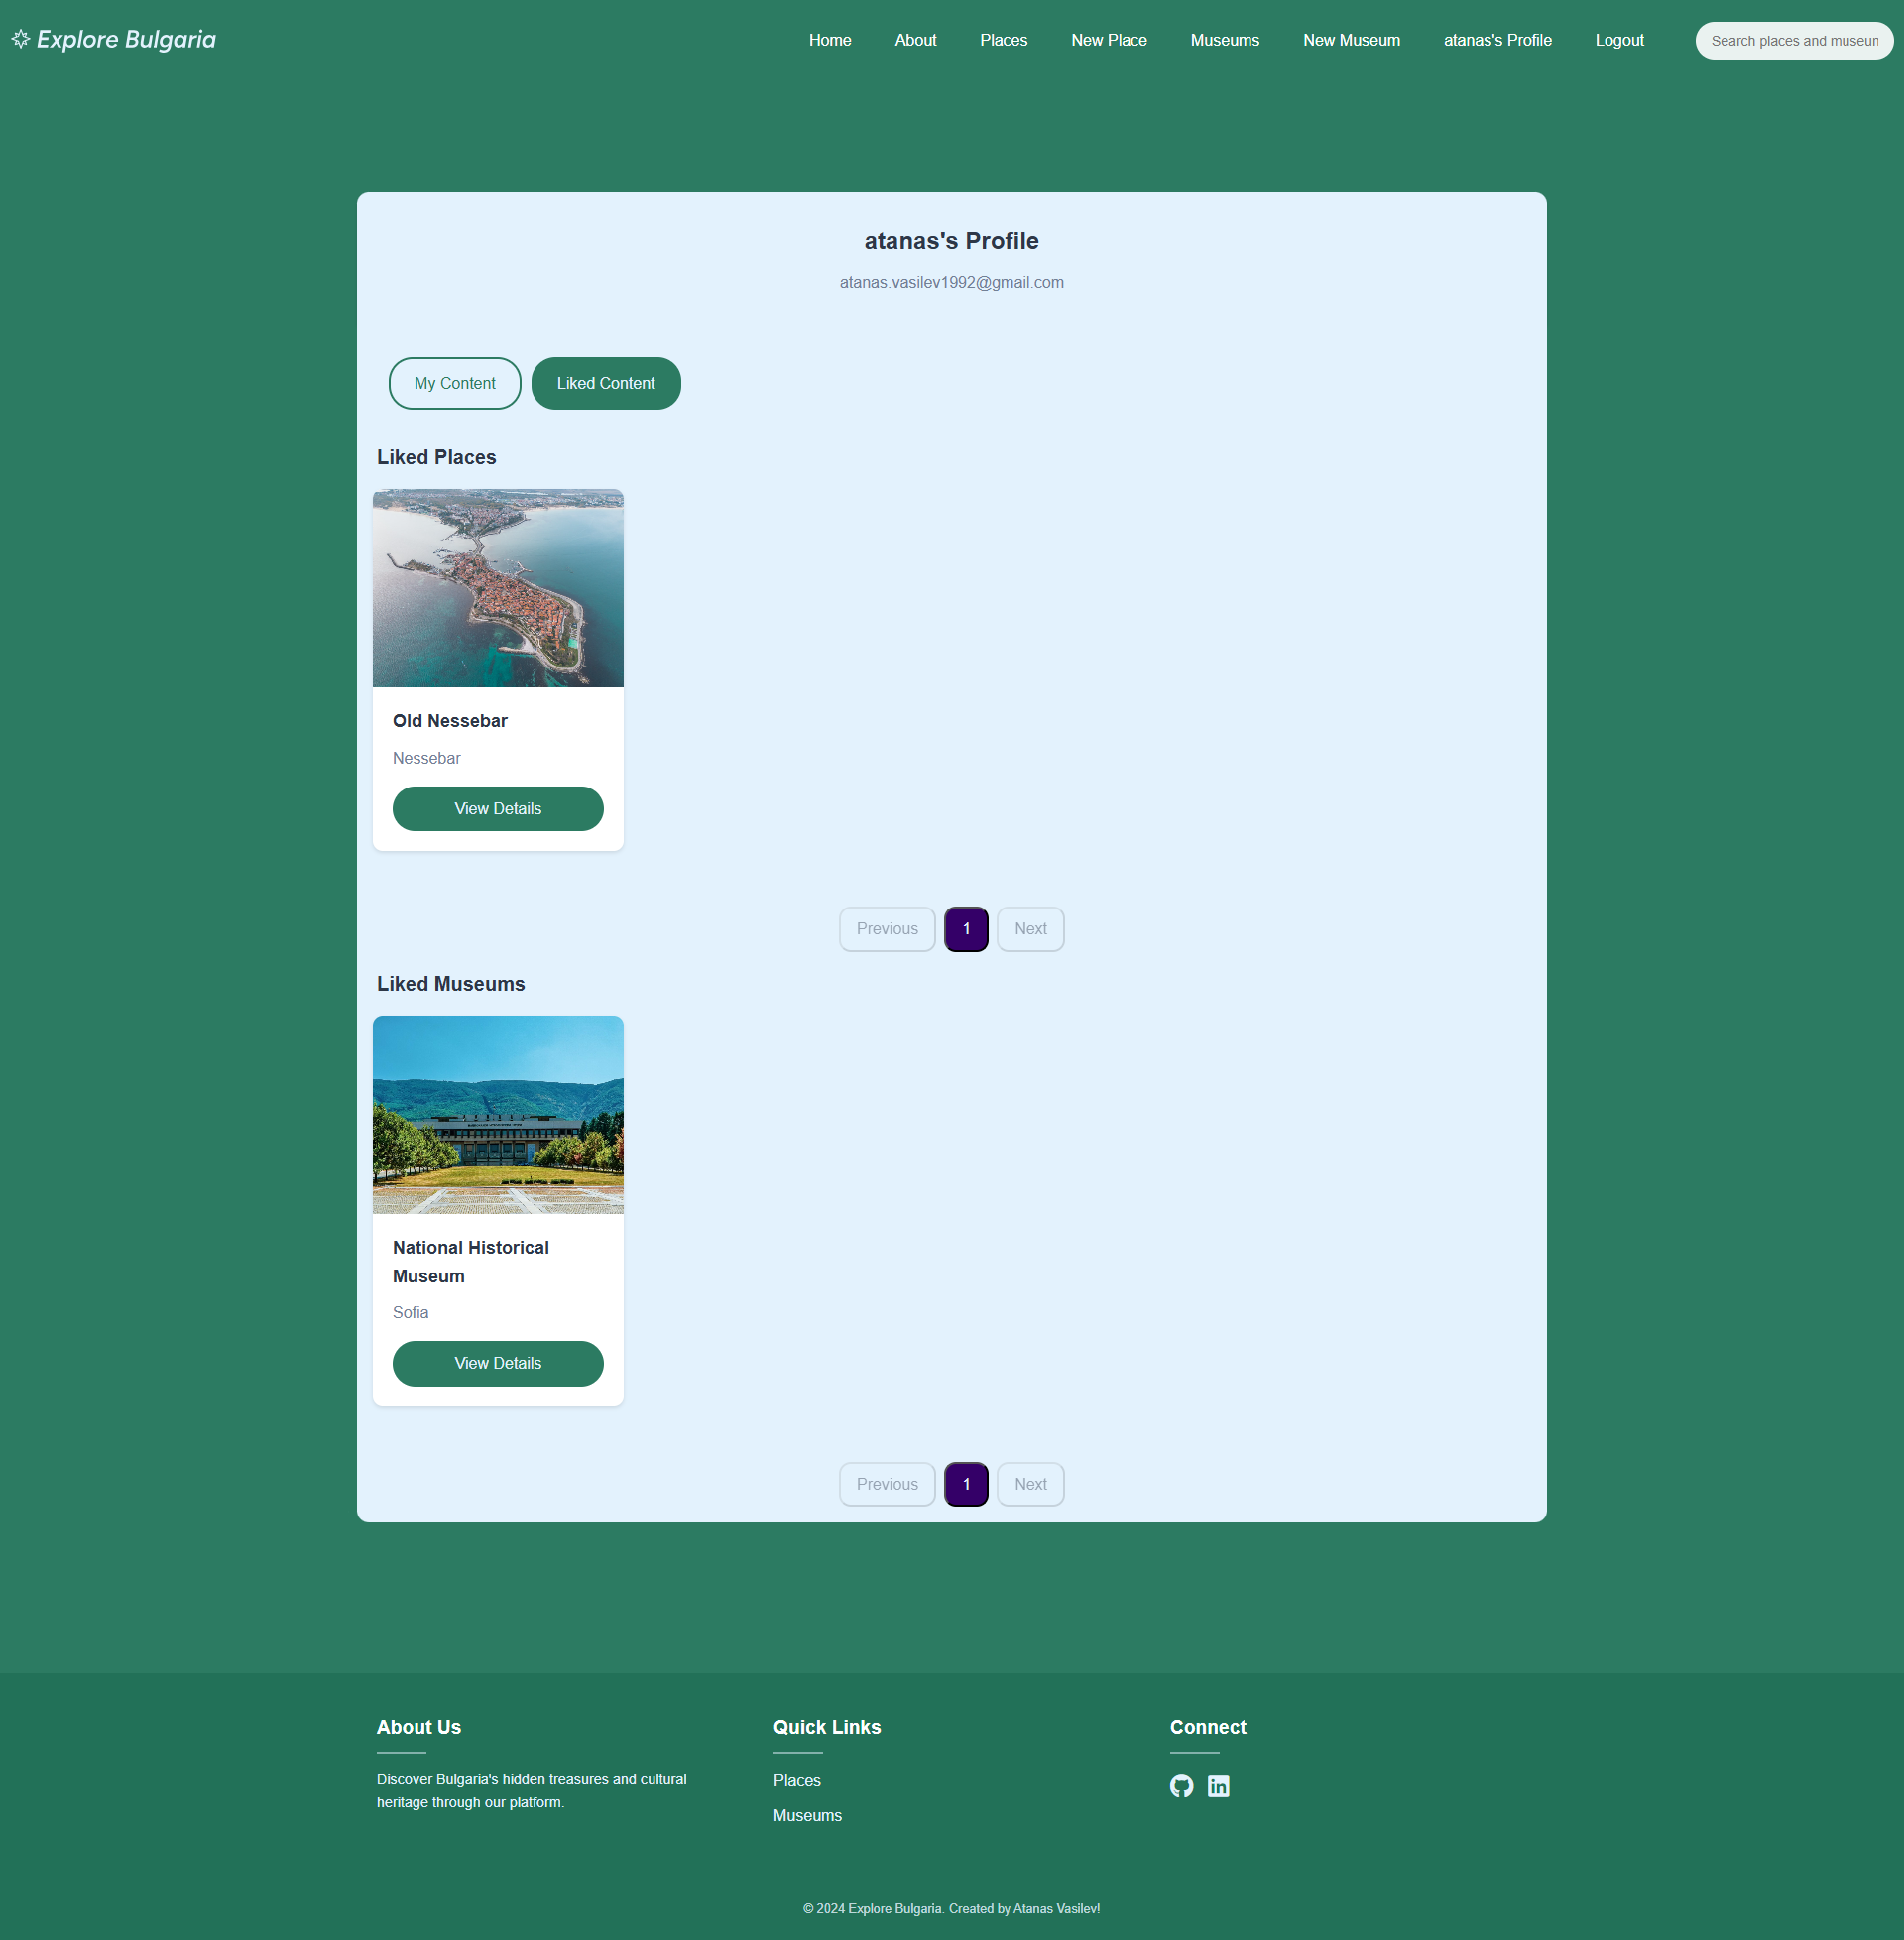 Explore Bulgaria
Home
About
Places
New Place
Museums
New Museum
atanas's Profile
Logout
Search places and museun
atanas's Profile
atanas.vasilev1992@gmail.com
My Content
Liked Content
Liked Places
Old Nessebar
Nessebar
View Details
Previous
1
Next
Liked Museums
National Historical
Museum
Sofia
View Details
Previous
1
Next
About Us
Discover Bulgaria's hidden treasures and cultural
heritage through our platform.
Quick Links
Places
Museums
Connect
© 2024 Explore Bulgaria. Created by Atanas Vasilev!